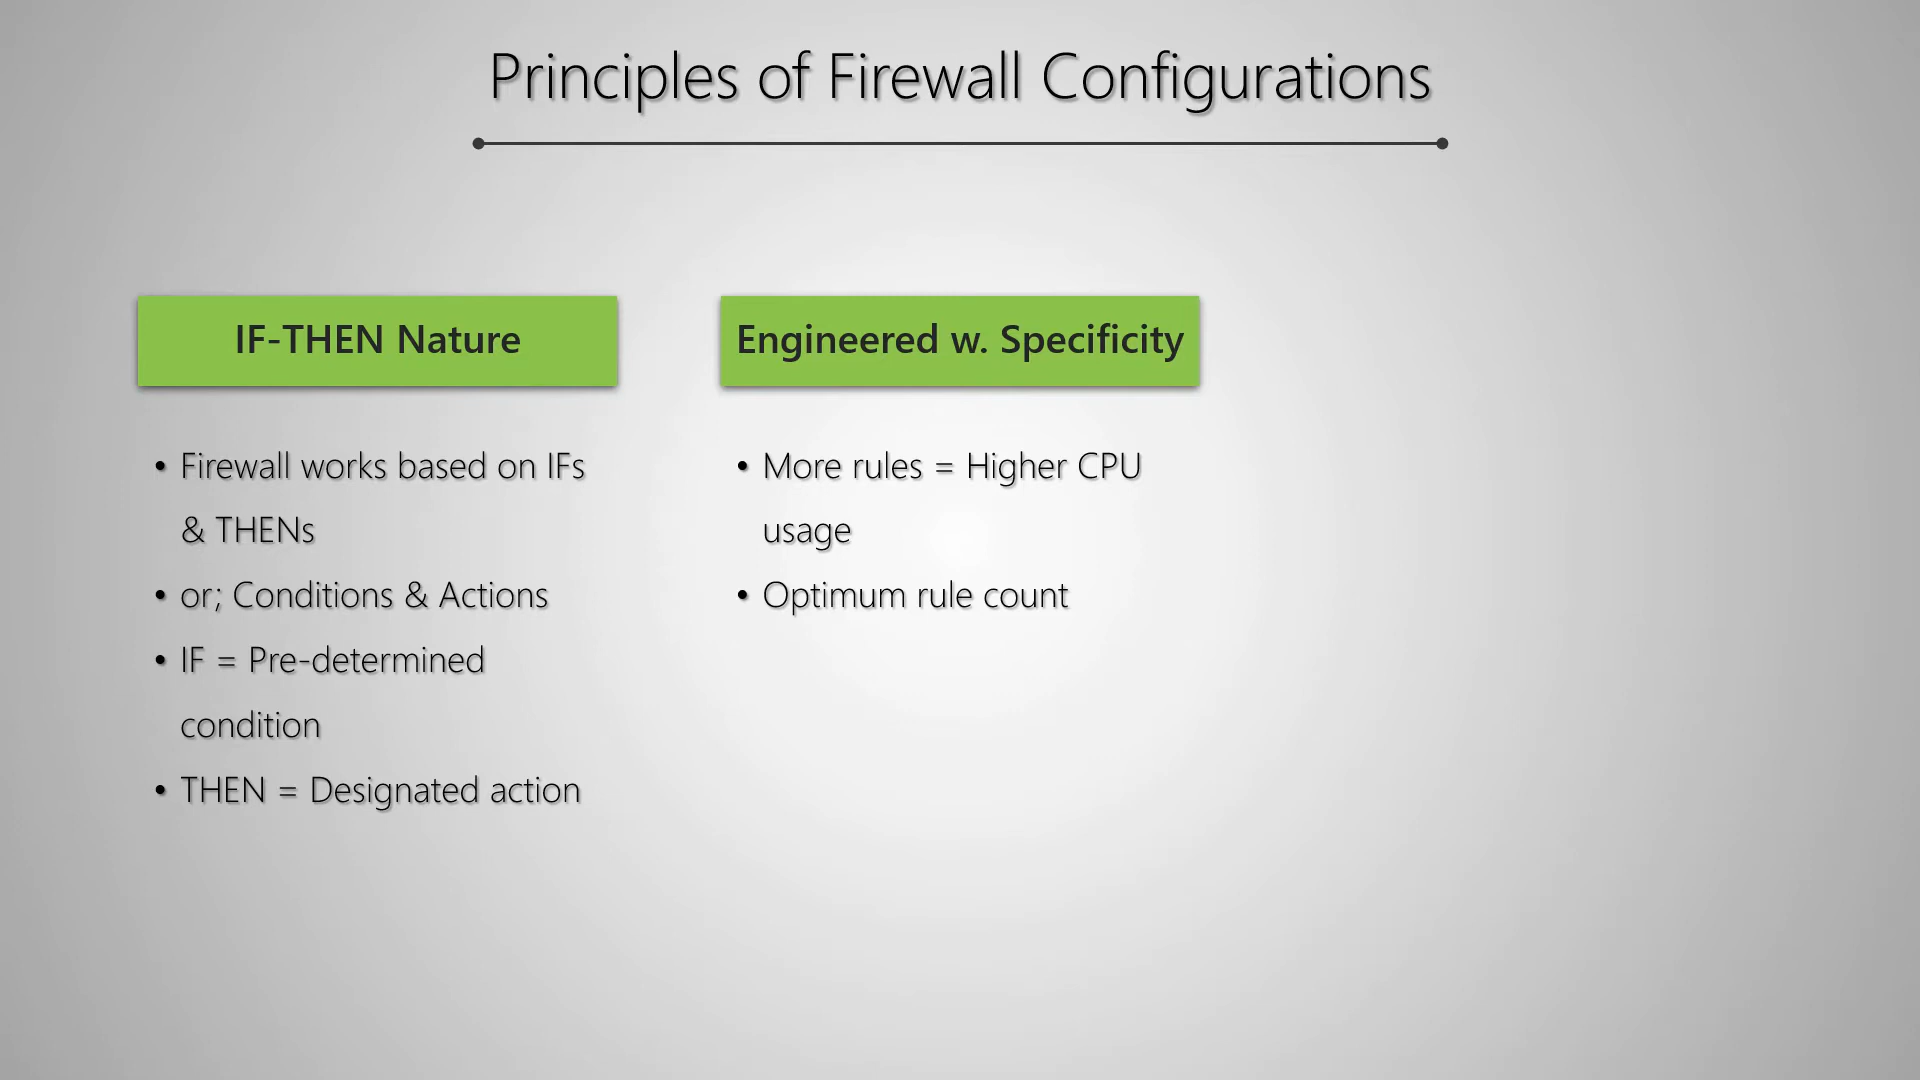 Principles of Firewall Configurations
IF-THEN Nature
• Firewall works based on IFs
& THENs
• or; Conditions & Actions
• IF = Pre-determined
condition
• THEN = Designated action
Engineered w. Specificity
• More rules = Higher CPU
usage
• Optimum rule count